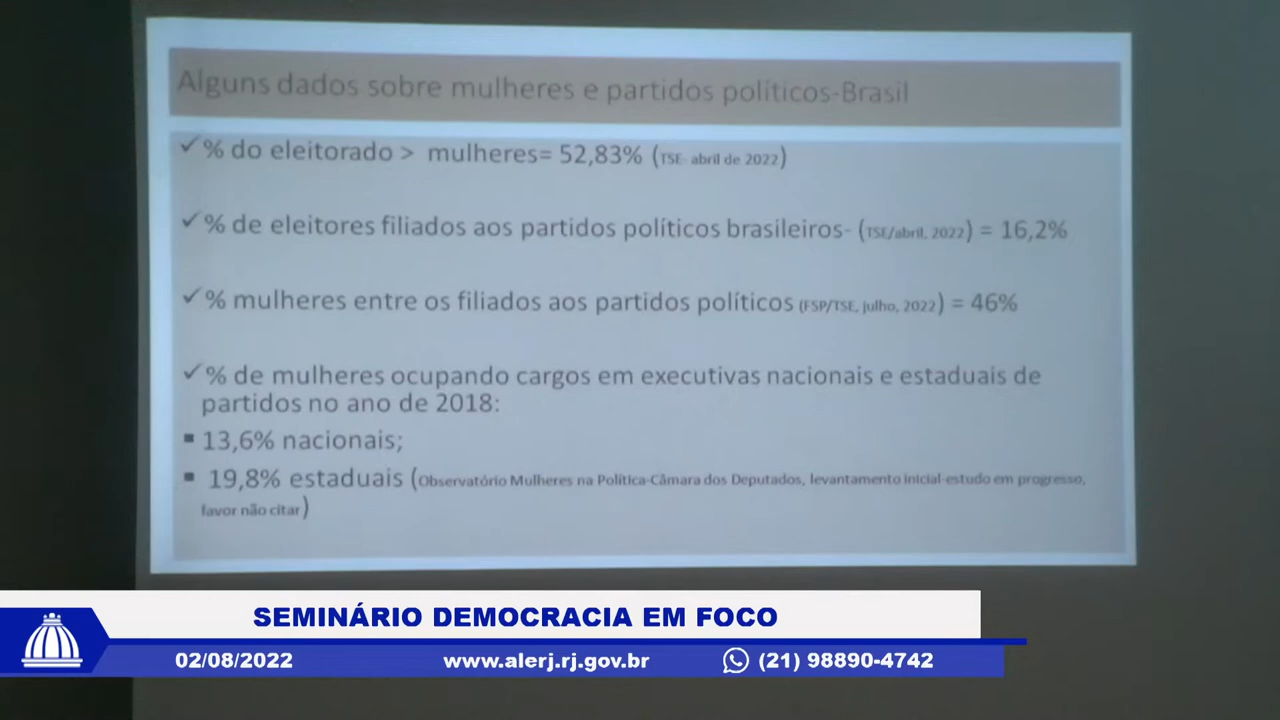 Alguns dados sobre mulheres e partidos políticos-Brasil
✓% do eleitorado > mulheres= 52,83% (TSE- abril de 2022)
✓% de eleitores filiados aos partidos políticos brasileiros- (TSE/abril, 2022) = 16,2%
✓% mulheres entre os filiados aos partidos políticos (FSP/TSE, julho, 2022) = 46%
✓% de mulheres ocupando cargos em executivas nacionais e estaduais de
partidos no ano de 2018:
▪ 13,6% nacionais;
▪ 19,8% estaduais (Observatório Mulheres na Política-Câmara dos Deputados, levantamento inicial-estudo em progresso,
favor não citar)
SEMINÁRIO DEMOCRACIA EM FOCO
02/08/2022 www.alerj.rj.gov.br (21) 98890-4742